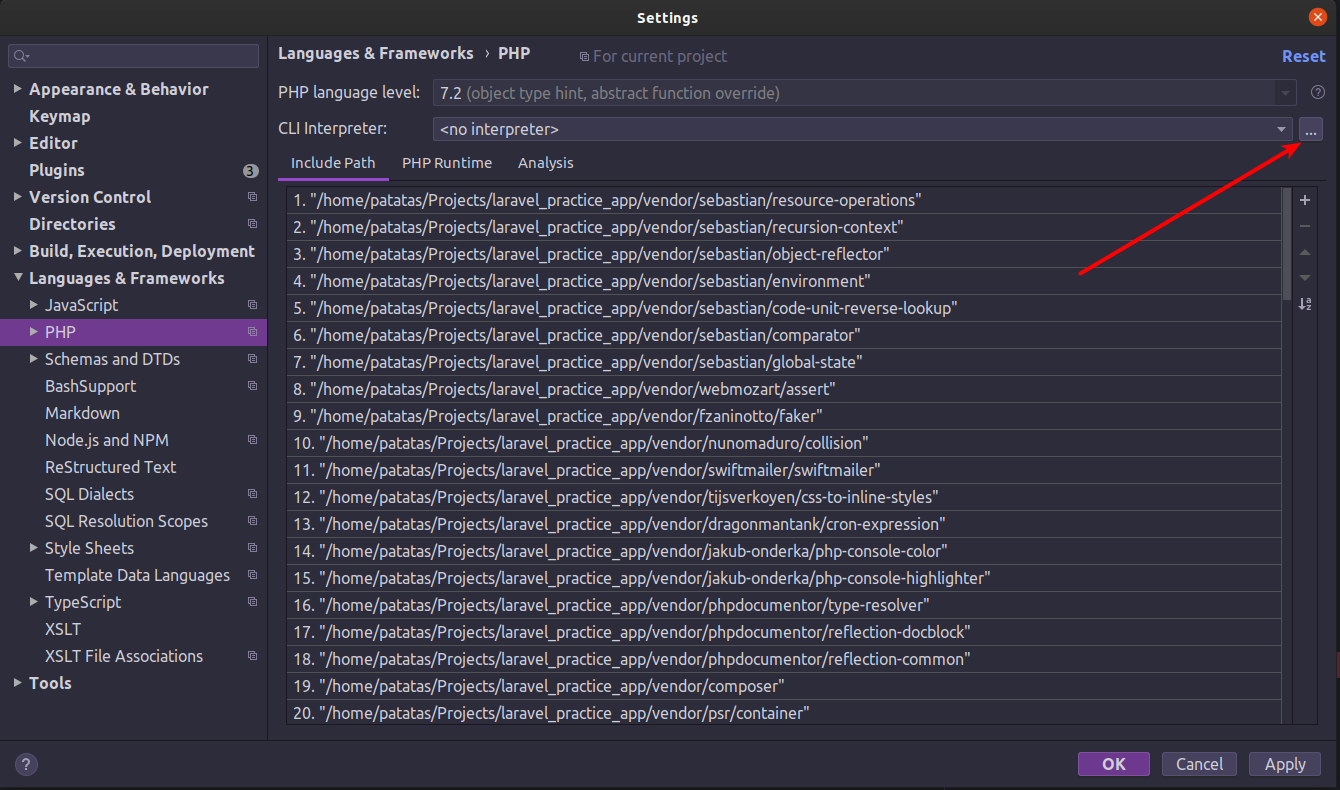 Settings
Appearance & Behavior
Keymap
Editor
Plugins 3
Version Control
Directories
Build, Execution, Deployment
Languages & Frameworks
JavaScript
PHP
Schemas and DTDs
BashSupport
Markdown
Node.js and NPM
ReStructured Text
SQL Dialects
SQL Resolution Scopes
Style Sheets
Template Data Languages
TypeScript
XSLT
XSLT File Associations
Tools
Languages & Frameworks › PHP For current project Reset
PHP language level: 7.2 (object type hint, abstract function override) ?
CLI Interpreter: <no interpreter> ...
Include Path PHP Runtime Analysis
1. "/home/patatas/Projects/laravel_practice_app/vendor/sebastian/resource-operations"
2. "/home/patatas/Projects/laravel_practice_app/vendor/sebastian/recursion-context"
3. "/home/patatas/Projects/laravel_practice_app/vendor/sebastian/object-reflector"
4. "/home/patatas/Projects/laravel_practice_app/vendor/sebastian/environment"
5. "/home/patatas/Projects/laravel_practice_app/vendor/sebastian/code-unit-reverse-lookup"
6. "/home/patatas/Projects/laravel_practice_app/vendor/sebastian/comparator"
7. "/home/patatas/Projects/laravel_practice_app/vendor/sebastian/global-state"
8. "/home/patatas/Projects/laravel_practice_app/vendor/webmozart/assert"
9. "/home/patatas/Projects/laravel_practice_app/vendor/fzaninotto/faker"
10. "/home/patatas/Projects/laravel_practice_app/vendor/nunomaduro/collision"
11. "/home/patatas/Projects/laravel_practice_app/vendor/swiftmailer/swiftmailer"
12. "/home/patatas/Projects/laravel_practice_app/vendor/tijsverkoyen/css-to-inline-styles"
13. "/home/patatas/Projects/laravel_practice_app/vendor/dragonmantank/cron-expression"
14. "/home/patatas/Projects/laravel_practice_app/vendor/jakub-onderka/php-console-color"
15. "/home/patatas/Projects/laravel_practice_app/vendor/jakub-onderka/php-console-highlighter"
16. "/home/patatas/Projects/laravel_practice_app/vendor/phpdocumentor/type-resolver"
17. "/home/patatas/Projects/laravel_practice_app/vendor/phpdocumentor/reflection-docblock"
18. "/home/patatas/Projects/laravel_practice_app/vendor/phpdocumentor/reflection-common"
19. "/home/patatas/Projects/laravel_practice_app/vendor/composer"
20. "/home/patatas/Projects/laravel_practice_app/vendor/psr/container"
? OK Cancel Apply